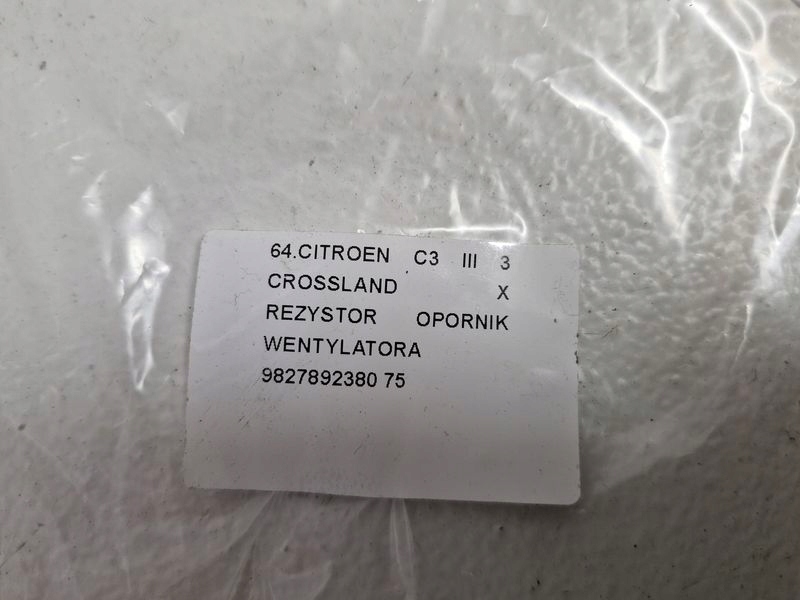 64.CITROEN C3 III 3
CROSSLAND X
REZYSTOR OPORNIK
WENTYLATORA
9827892380 75